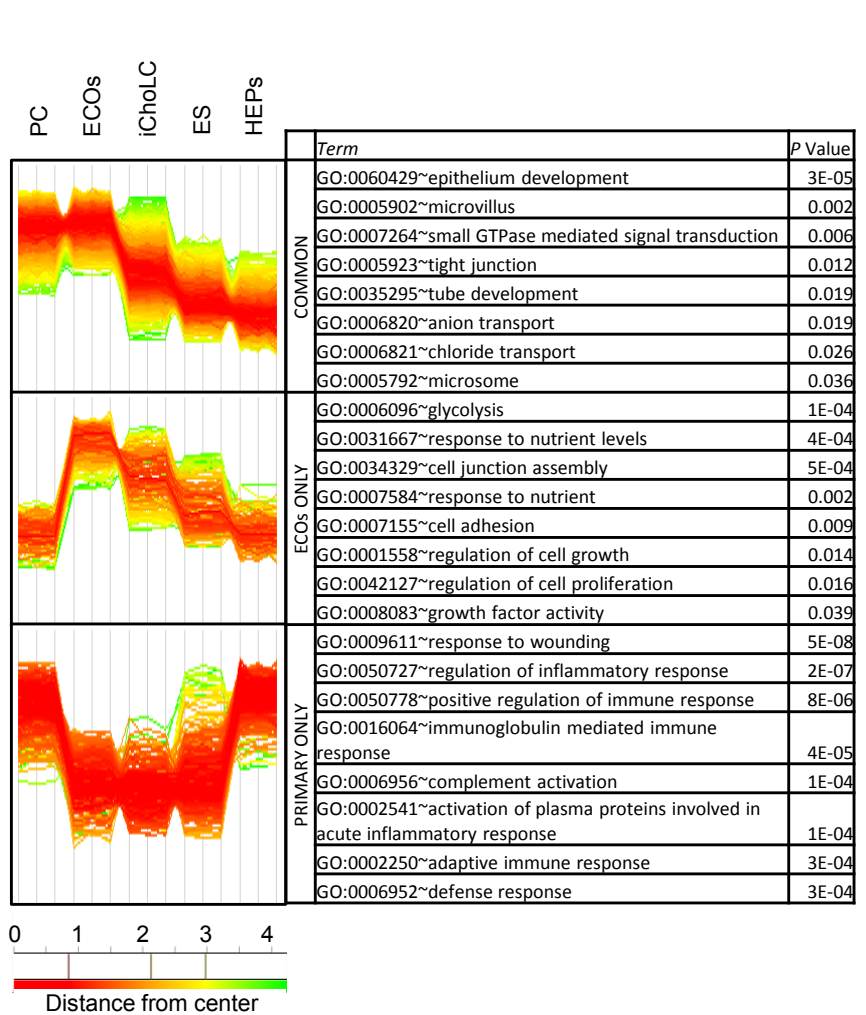 PC ECOs iChoLC ES HEPs
Term P Value
COMMON
GO:0060429~epithelium development 3E-05
GO:0005902~microvillus 0.002
GO:0007264~small GTPase mediated signal transduction 0.006
GO:0005923~tight junction 0.012
GO:0035295~tube development 0.019
GO:0006820~anion transport 0.019
GO:0006821~chloride transport 0.026
GO:0005792~microsome 0.036
ECOs ONLY
GO:0006096~glycolysis 1E-04
GO:0031667~response to nutrient levels 4E-04
GO:0034329~cell junction assembly 5E-04
GO:0007584~response to nutrient 0.002
GO:0007155~cell adhesion 0.009
GO:0001558~regulation of cell growth 0.014
GO:0042127~regulation of cell proliferation 0.016
GO:0008083~growth factor activity 0.039
PRIMARY ONLY
GO:0009611~response to wounding 5E-08
GO:0050727~regulation of inflammatory response 2E-07
GO:0050778~positive regulation of immune response 8E-06
GO:0016064~immunoglobulin mediated immune
response 4E-05
GO:0006956~complement activation 1E-04
GO:0002541~activation of plasma proteins involved in
acute inflammatory response 1E-04
GO:0002250~adaptive immune response 3E-04
GO:0006952~defense response 3E-04
0 1 2 3 4
Distance from center